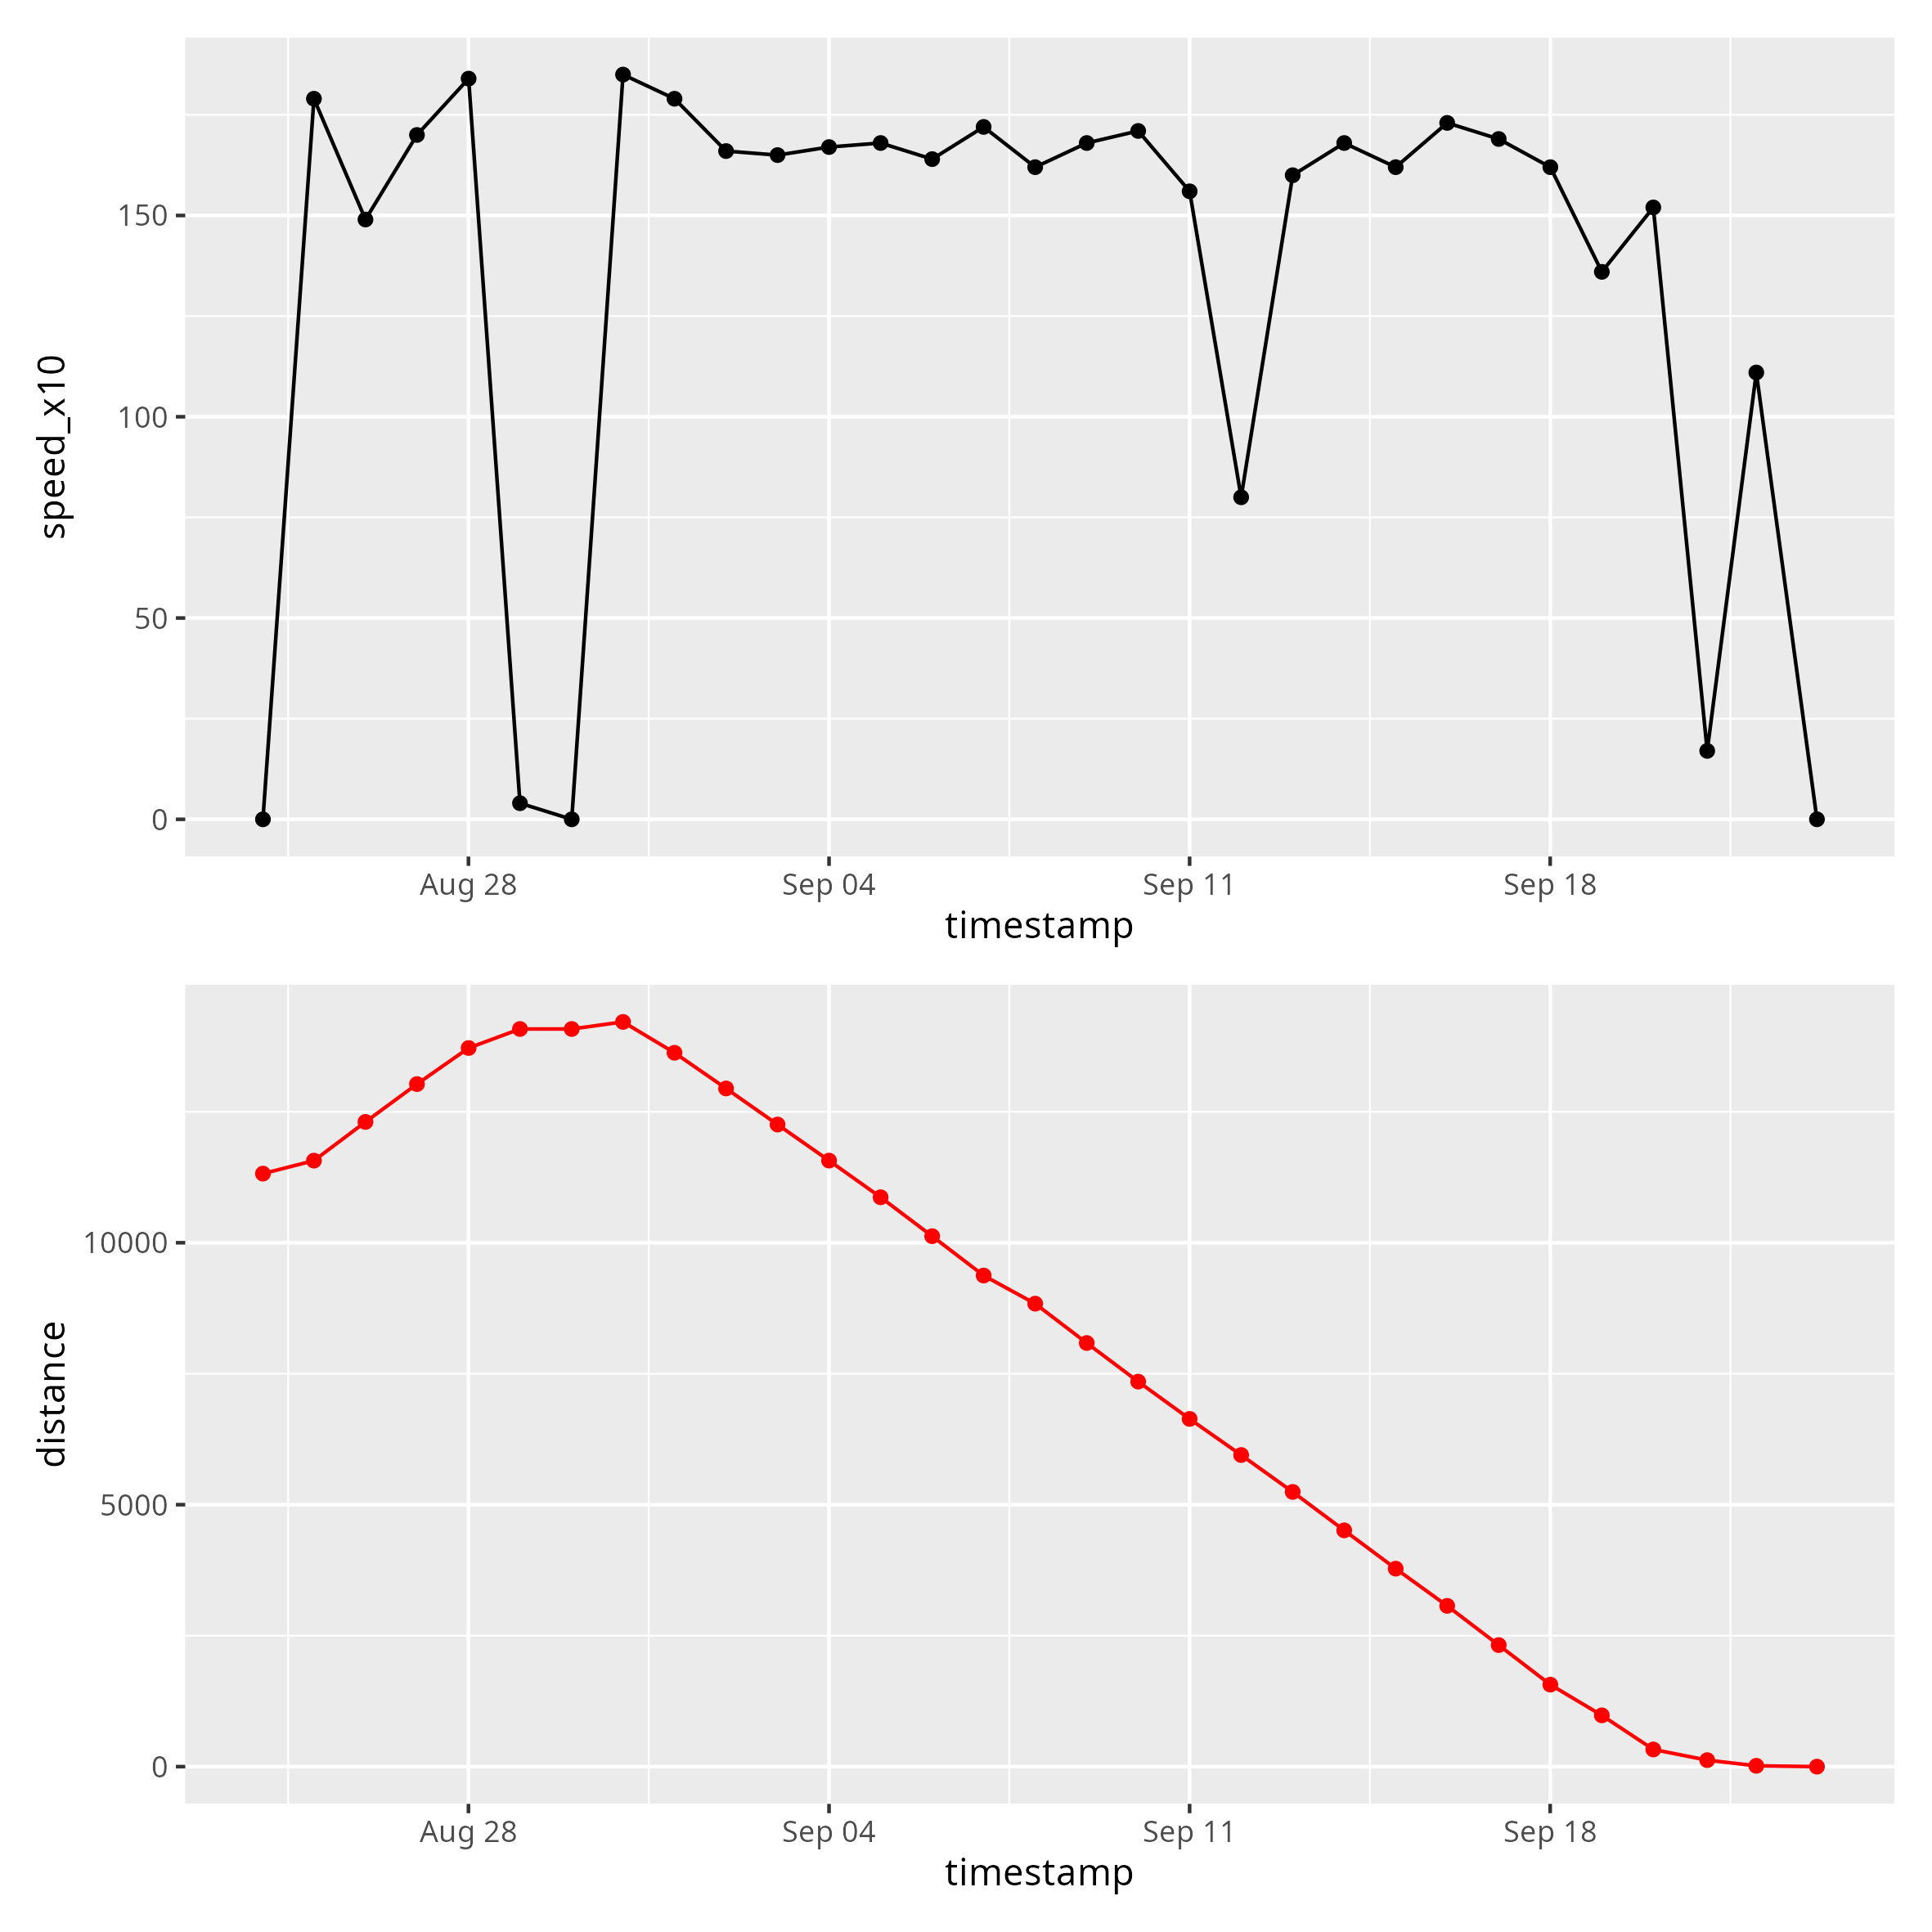 speed_x10
150
100
50
0
Aug 28 Sep 04 Sep 11 Sep 18
timestamp
distance
10000
5000
0
Aug 28 Sep 04 Sep 11 Sep 18
timestamp